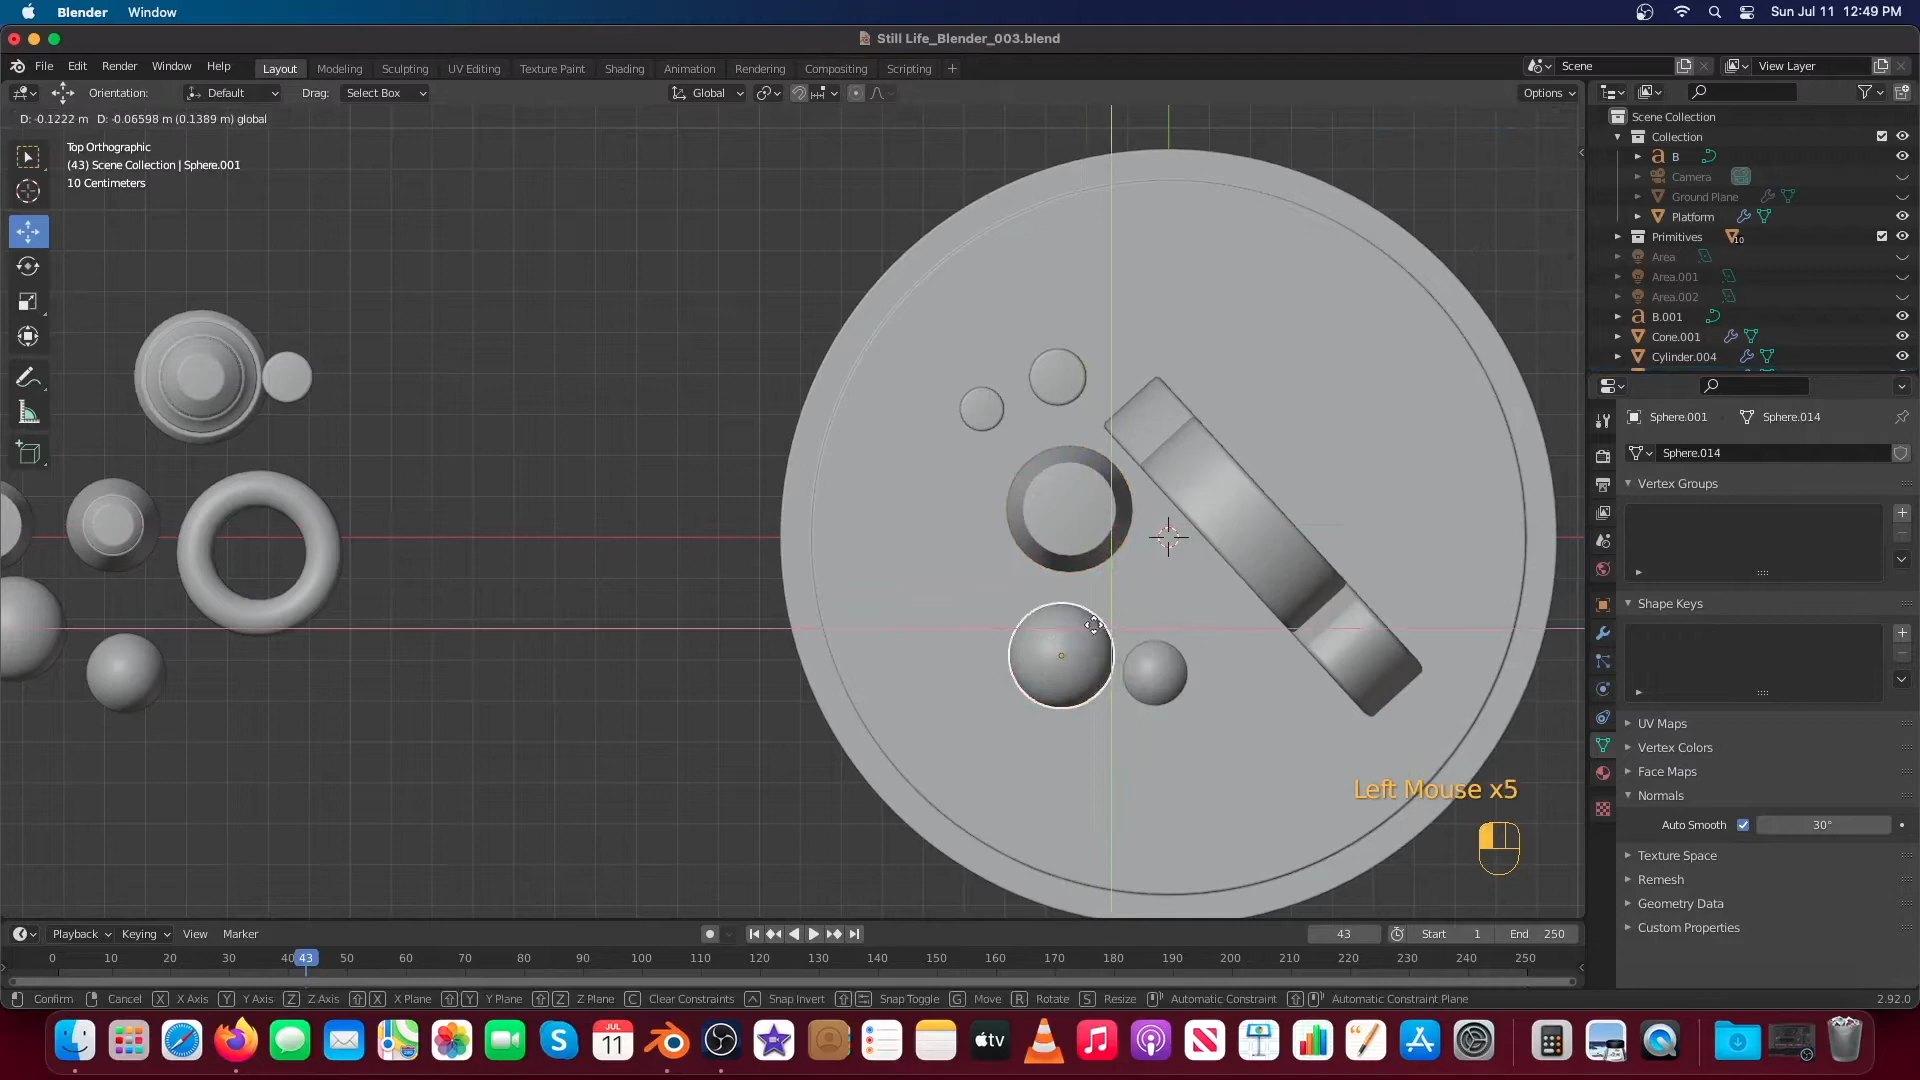 Blender Window Sun Jul 11 12:49 PM
Still Life_Blender_003.blend
File Edit Render Window Help Layout Modeling Sculpting UV Editing Texture Paint Shading Animation Rendering Compositing Scripting + Scene View Layer
Orientation: Default Drag: Select Box Global Options
D: -0.1222 m D: -0.06598 m (0.1389 m) global
Top Orthographic
(43) Scene Collection | Sphere.001
10 Centimeters
Scene Collection
Collection
B
Camera
Ground Plane
Platform
Primitives 10
Area
Area.001
Area.002
B.001
Cone.001
Cylinder.004
Sphere.001 Sphere.014
Sphere.014
Vertex Groups
Shape Keys
UV Maps
Vertex Colors
Face Maps
Normals
Auto Smooth 30°
Texture Space
Remesh
Geometry Data
Custom Properties
Left Mouse x5
Playback Keying View Marker 43 Start 1 End 250
0 10 20 30 40 43 50 60 70 80 90 100 110 120 130 140 150 160 170 180 190 200 210 220 230 240 250
Confirm Cancel X X Axis Y Y Axis Z Z Axis X X Plane Y Y Plane Z Z Plane C Clear Constraints Snap Invert Snap Toggle G Move R Rotate S Resize Automatic Constraint Automatic Constraint Plane 2.92.0
JUL
11
tv